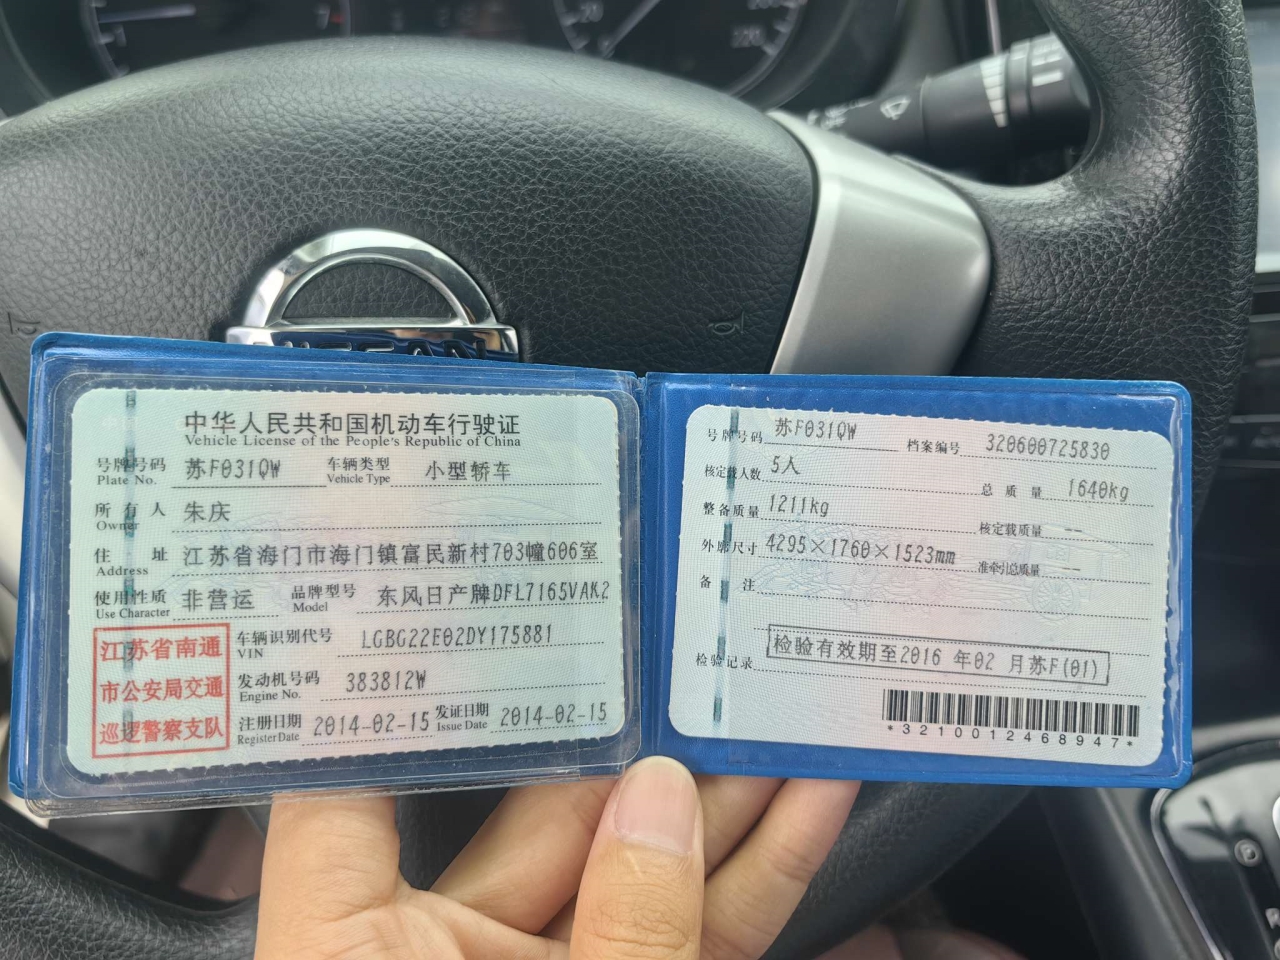 中华人民共和国机动车行驶证
Vehicle License of the People's Republic of China
号牌号码 苏F031QW 车辆类型 小型轿车
Plate No. Vehicle Type
所有人 朱庆
Owner
住址 江苏省海门市海门镇富民新村703幢606室
Address
使用性质 非营运 品牌型号 东风日产牌DFL7165VAK2
Use Character Model
江苏省南通
市公安局交通
巡逻警察支队
车辆识别代号 LGBG22E02DY175881
VIN
发动机号码 383812W
Engine No.
注册日期 2014-02-15 发证日期 2014-02-15
Register Date Issue Date
号牌号码 苏F031QW 档案编号 320600725830
核定载人数 5人 总质量 1640kg
整备质量 1211kg 核定载质量 --
外廓尺寸 4295×1760×1523mm 准牵引总质量 --
备注
检验记录 检验有效期至2016 年02 月苏F(01)
*3210012468947*